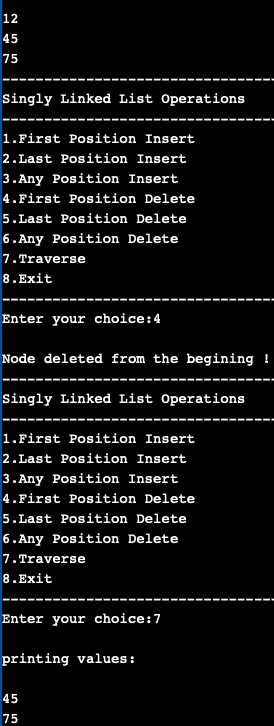 12
45
75
----------------------------------
Singly Linked List Operations
----------------------------------
1.First Position Insert
2.Last Position Insert
3.Any Position Insert
4.First Position Delete
5.Last Position Delete
6.Any Position Delete
7.Traverse
8.Exit
----------------------------------
Enter your choice:4
Node deleted from the begining !
----------------------------------
Singly Linked List Operations
----------------------------------
1.First Position Insert
2.Last Position Insert
3.Any Position Insert
4.First Position Delete
5.Last Position Delete
6.Any Position Delete
7.Traverse
8.Exit
----------------------------------
Enter your choice:7
printing values:
45
75